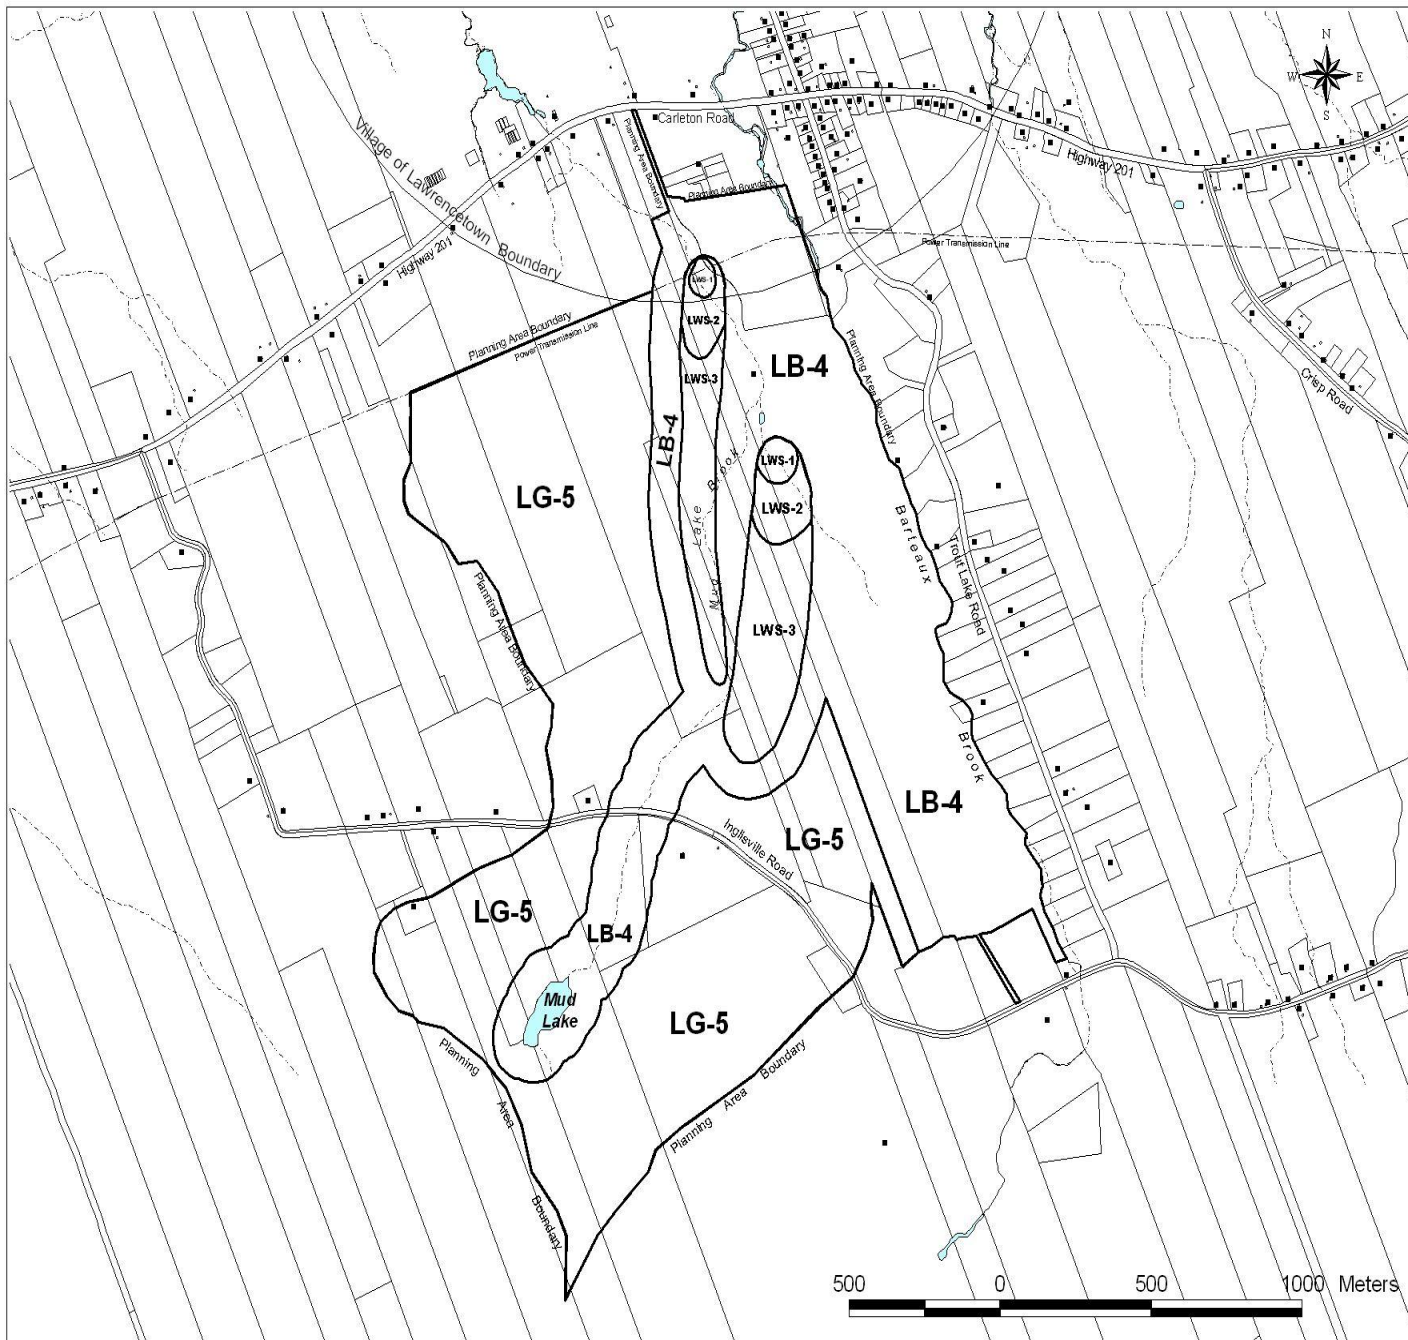 N
W E
S
Carleton Road
Planning Area Boundary
Village of Lawrencetown Boundary
Highway 201
Planning Area Boundary
Highway 201
Power Transmission Line
LWS-1
Planning Area Boundary
Power Transmission Line
LWS-2
LWS-3
LB-4
Planning Area Boundary
Crisp Road
LB-4
LWS-1
LG-5
LWS-2
Mud Lake Brook
Barteaux Brook
Trout Lake Road
Planning Area Boundary
LWS-3
LB-4
Inglisville Road
LG-5
LG-5
LB-4
Mud
Lake
LG-5
Planning Area Boundary
Planning Area Boundary
500 0 500 1000 Meters